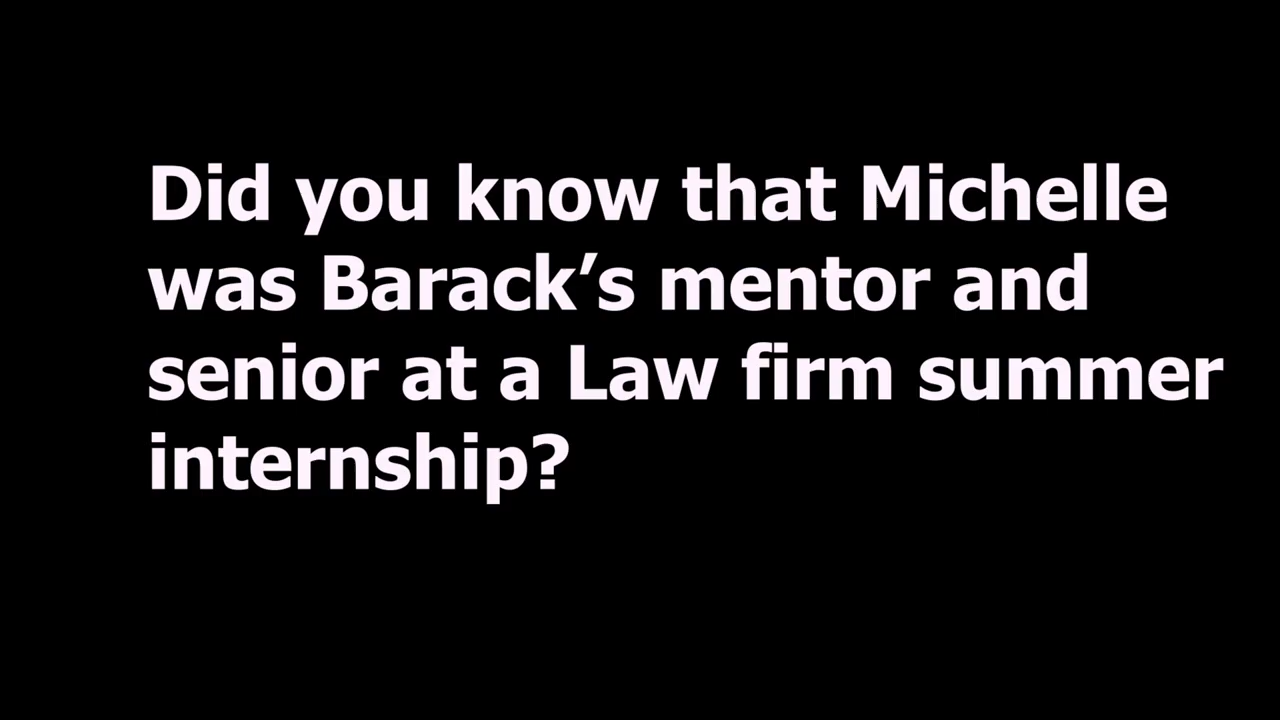 Did you know that Michelle
was Barack’s mentor and
senior at a Law firm summer
internship?